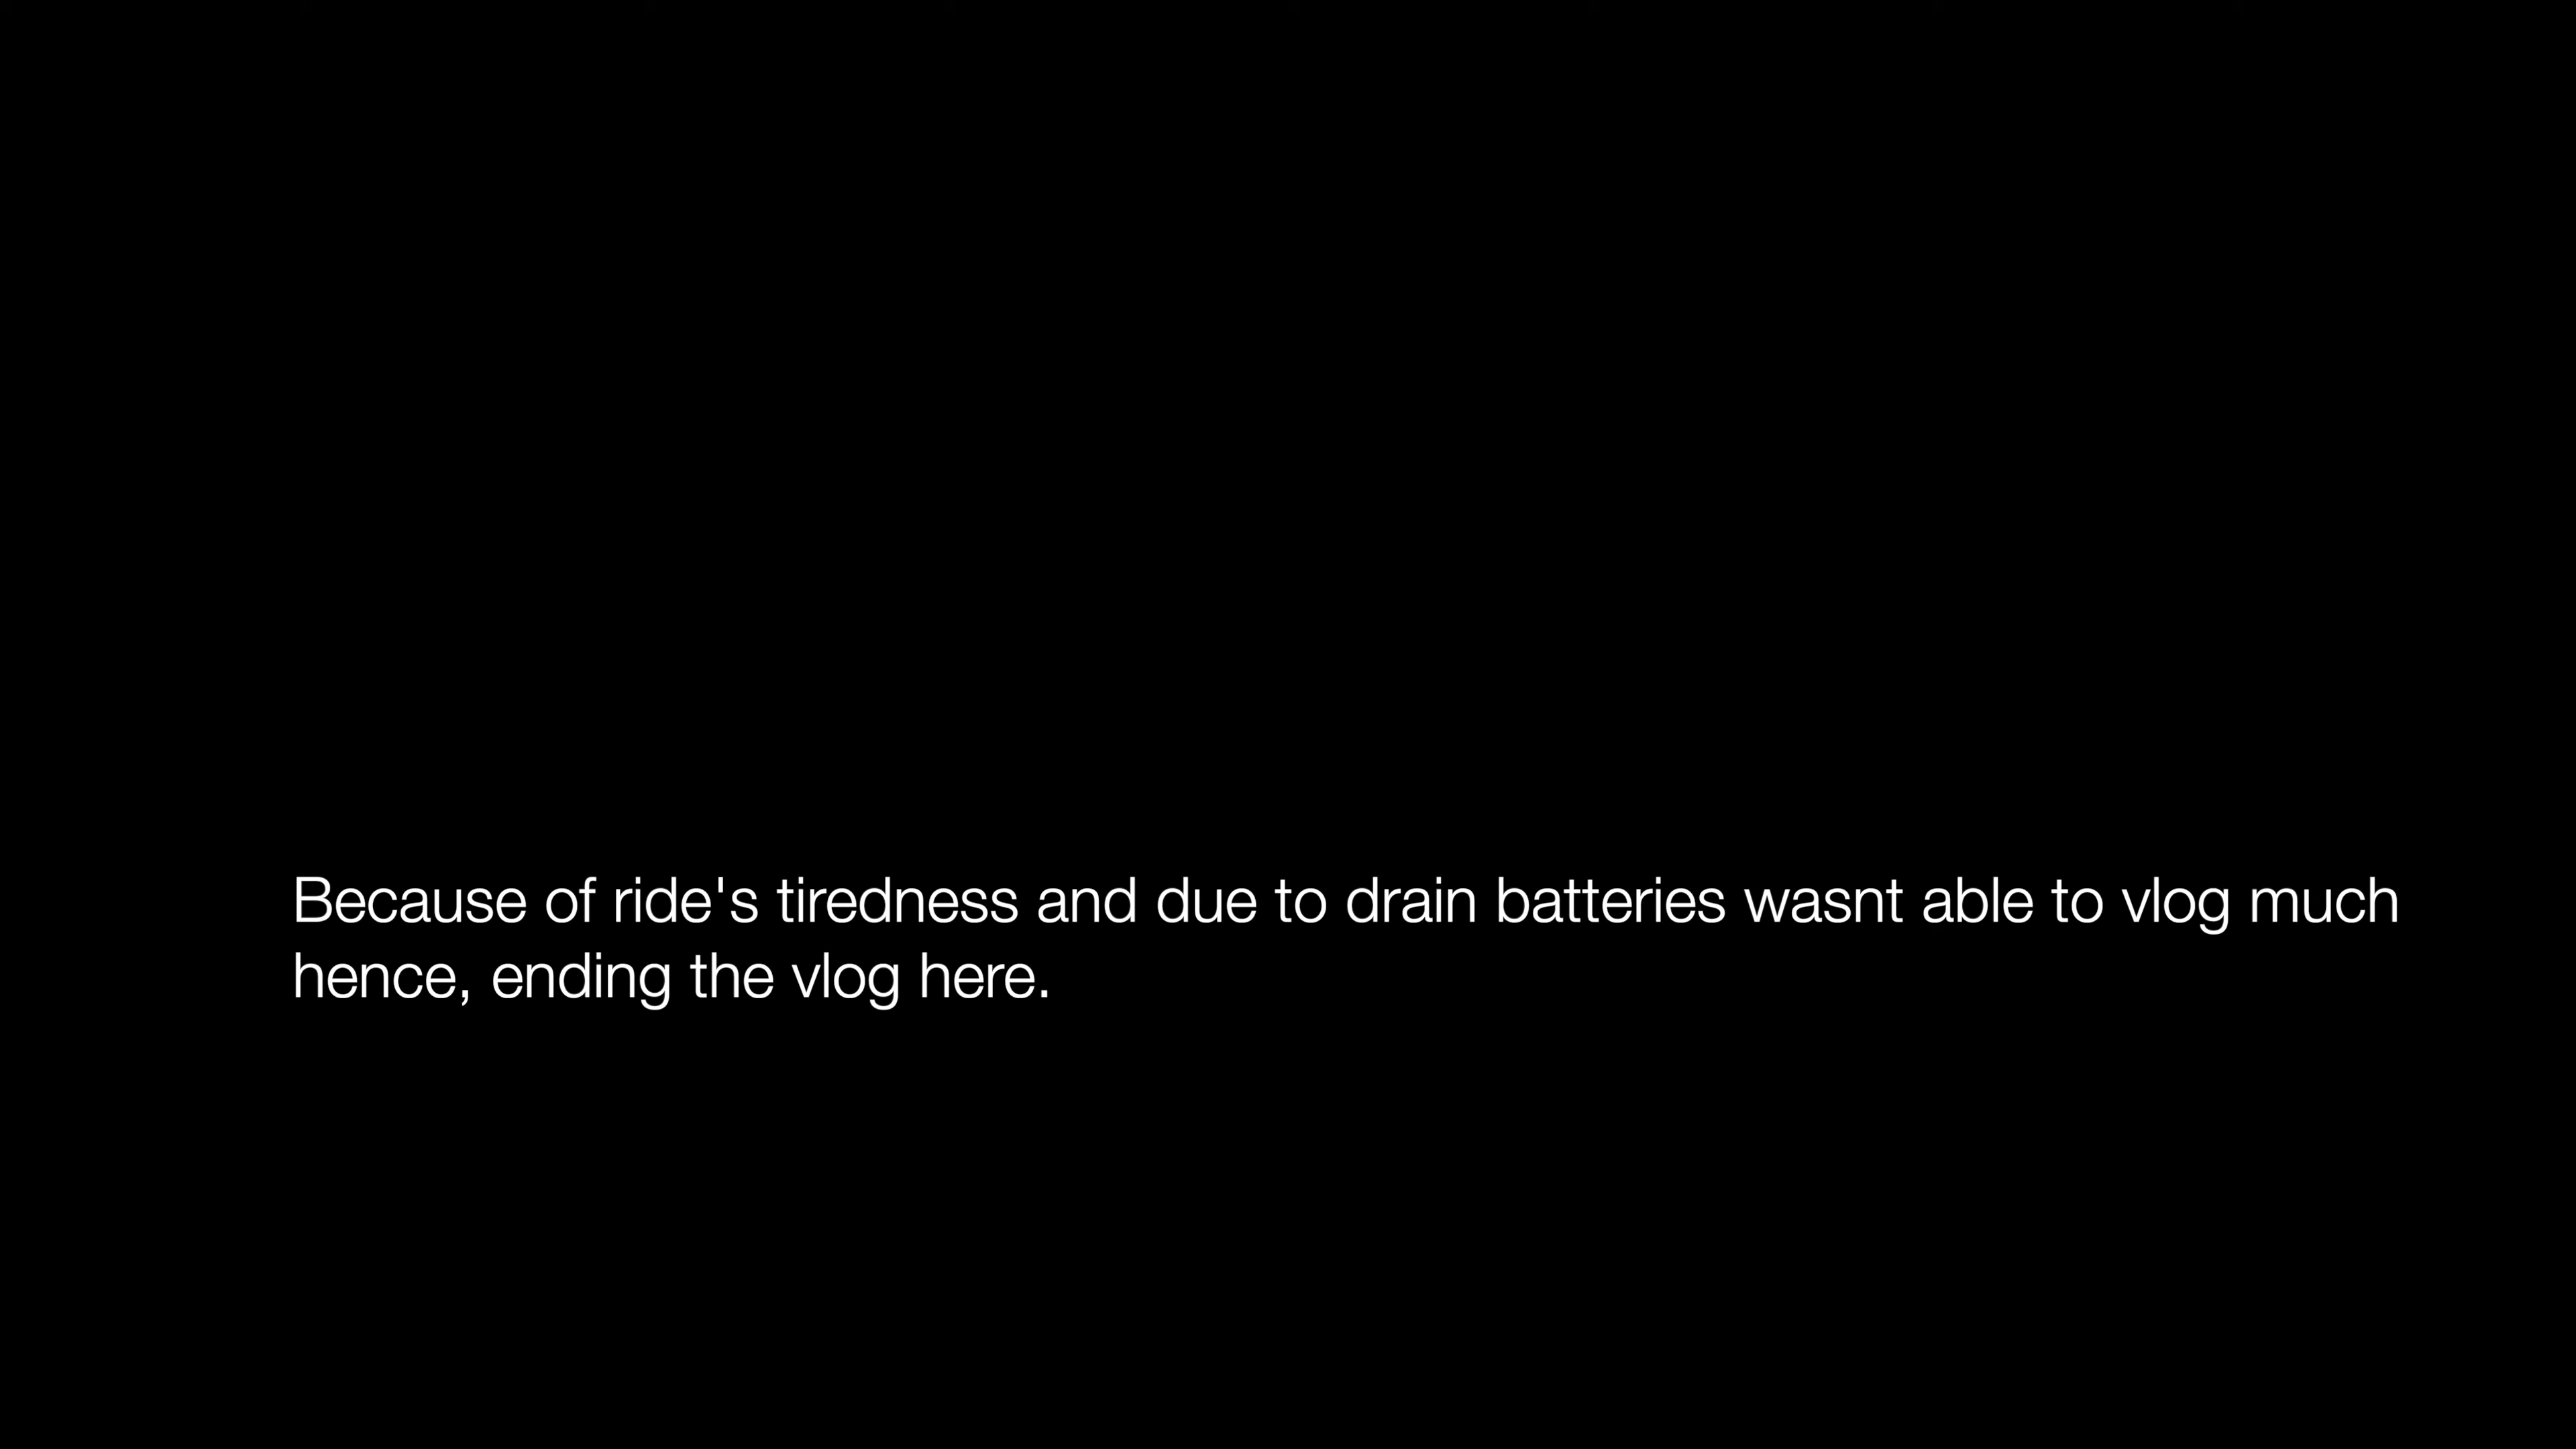 Because of ride's tiredness and due to drain batteries wasnt able to vlog much
hence, ending the vlog here.